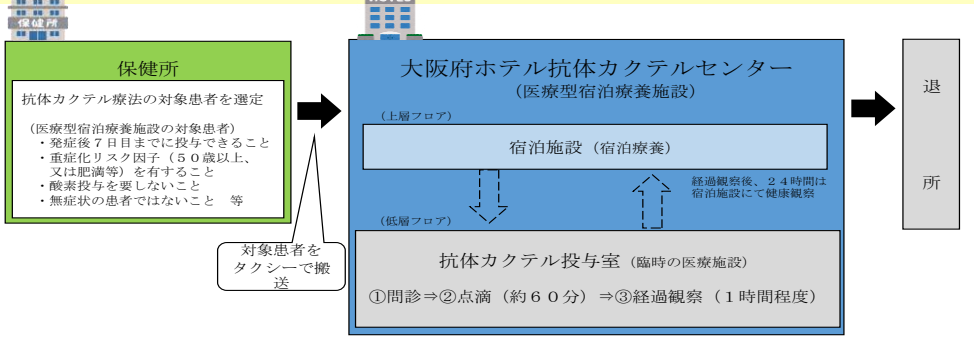 保健所
HOTEL
保健所
抗体カクテル療法の対象患者を選定
(医療型宿泊療養施設の対象患者)
・発症後７日目までに投与できること
・重症化リスク因子（５０歳以上、
又は肥満等）を有すること
・酸素投与を要しないこと
・無症状の患者ではないこと　等
対象患者を
タクシーで搬
送
大阪府ホテル抗体カクテルセンター
（医療型宿泊療養施設）
（上層フロア）
宿泊施設（宿泊療養）
経過観察後、２４時間は
宿泊施設にて健康観察
（低層フロア）
抗体カクテル投与室（臨時の医療施設）
①問診⇒②点滴（約６０分）⇒③経過観察（１時間程度）
退
所